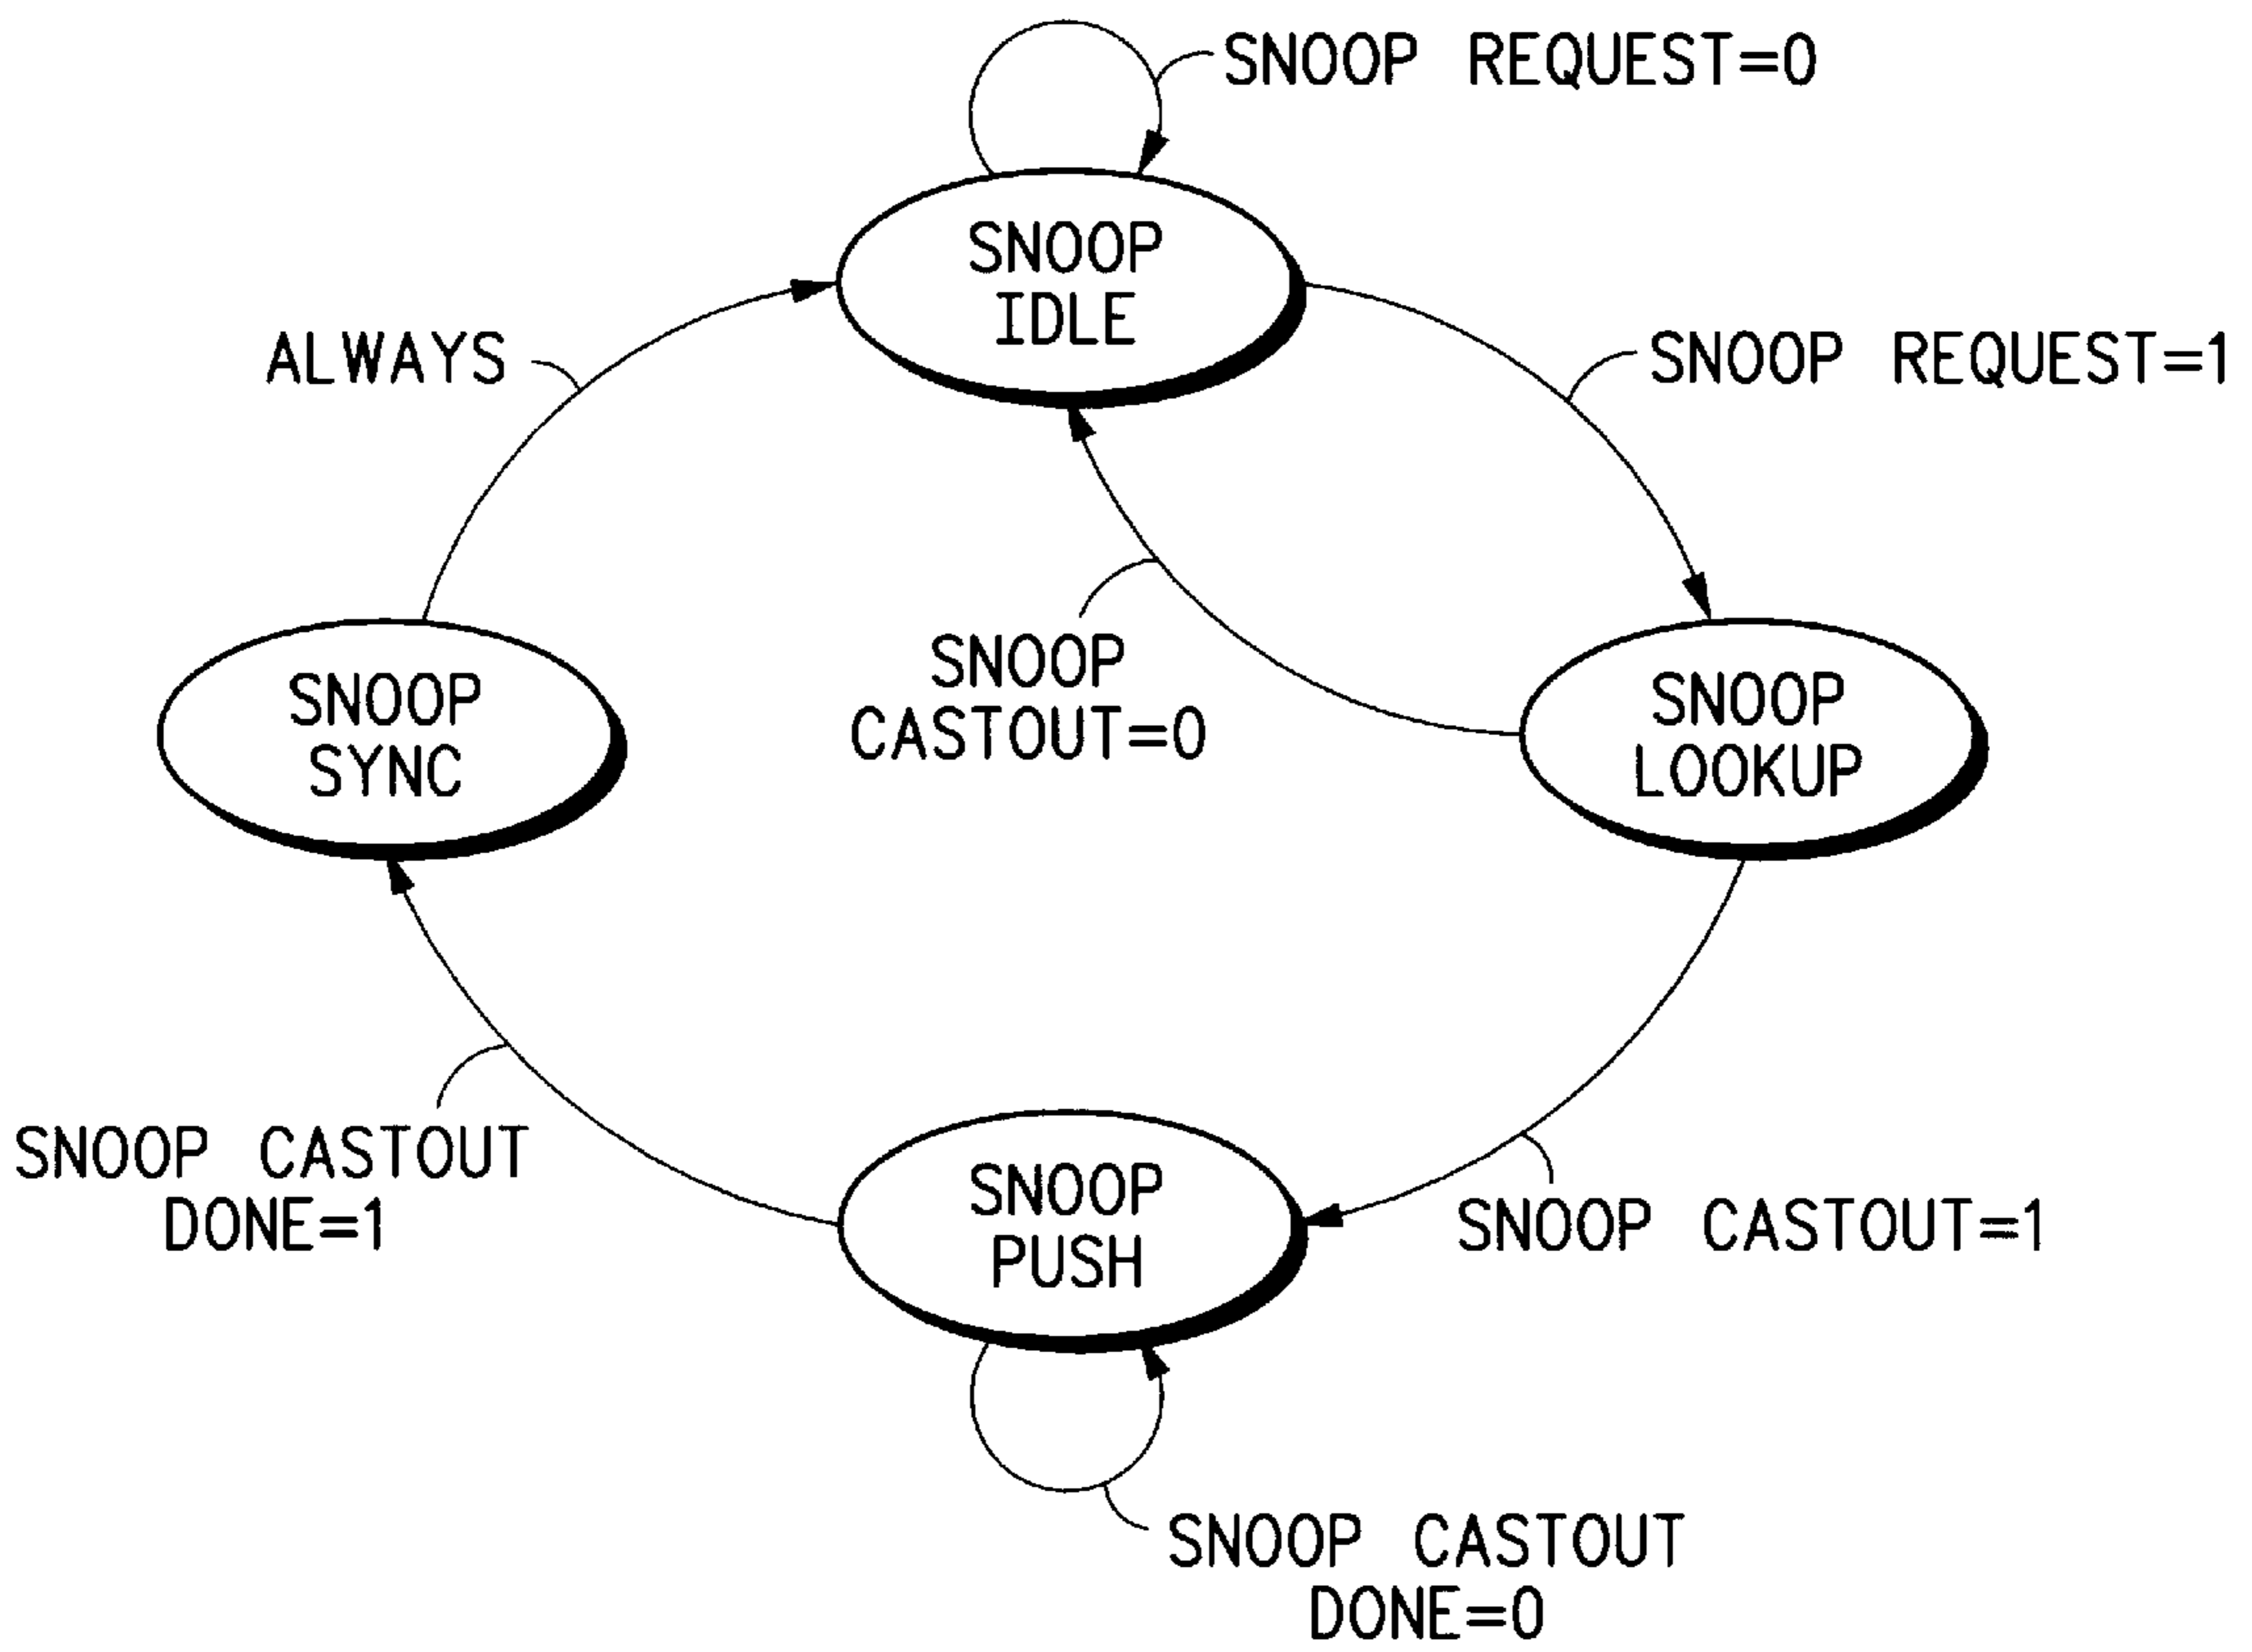 SNOOP REQUEST=0
SNOOP
IDLE
ALWAYS
SNOOP REQUEST=1
SNOOP
CASTOUT=0
SNOOP
SYNC
SNOOP
LOOKUP
SNOOP CASTOUT
DONE=1
SNOOP
PUSH
SNOOP CASTOUT=1
SNOOP CASTOUT
DONE=0